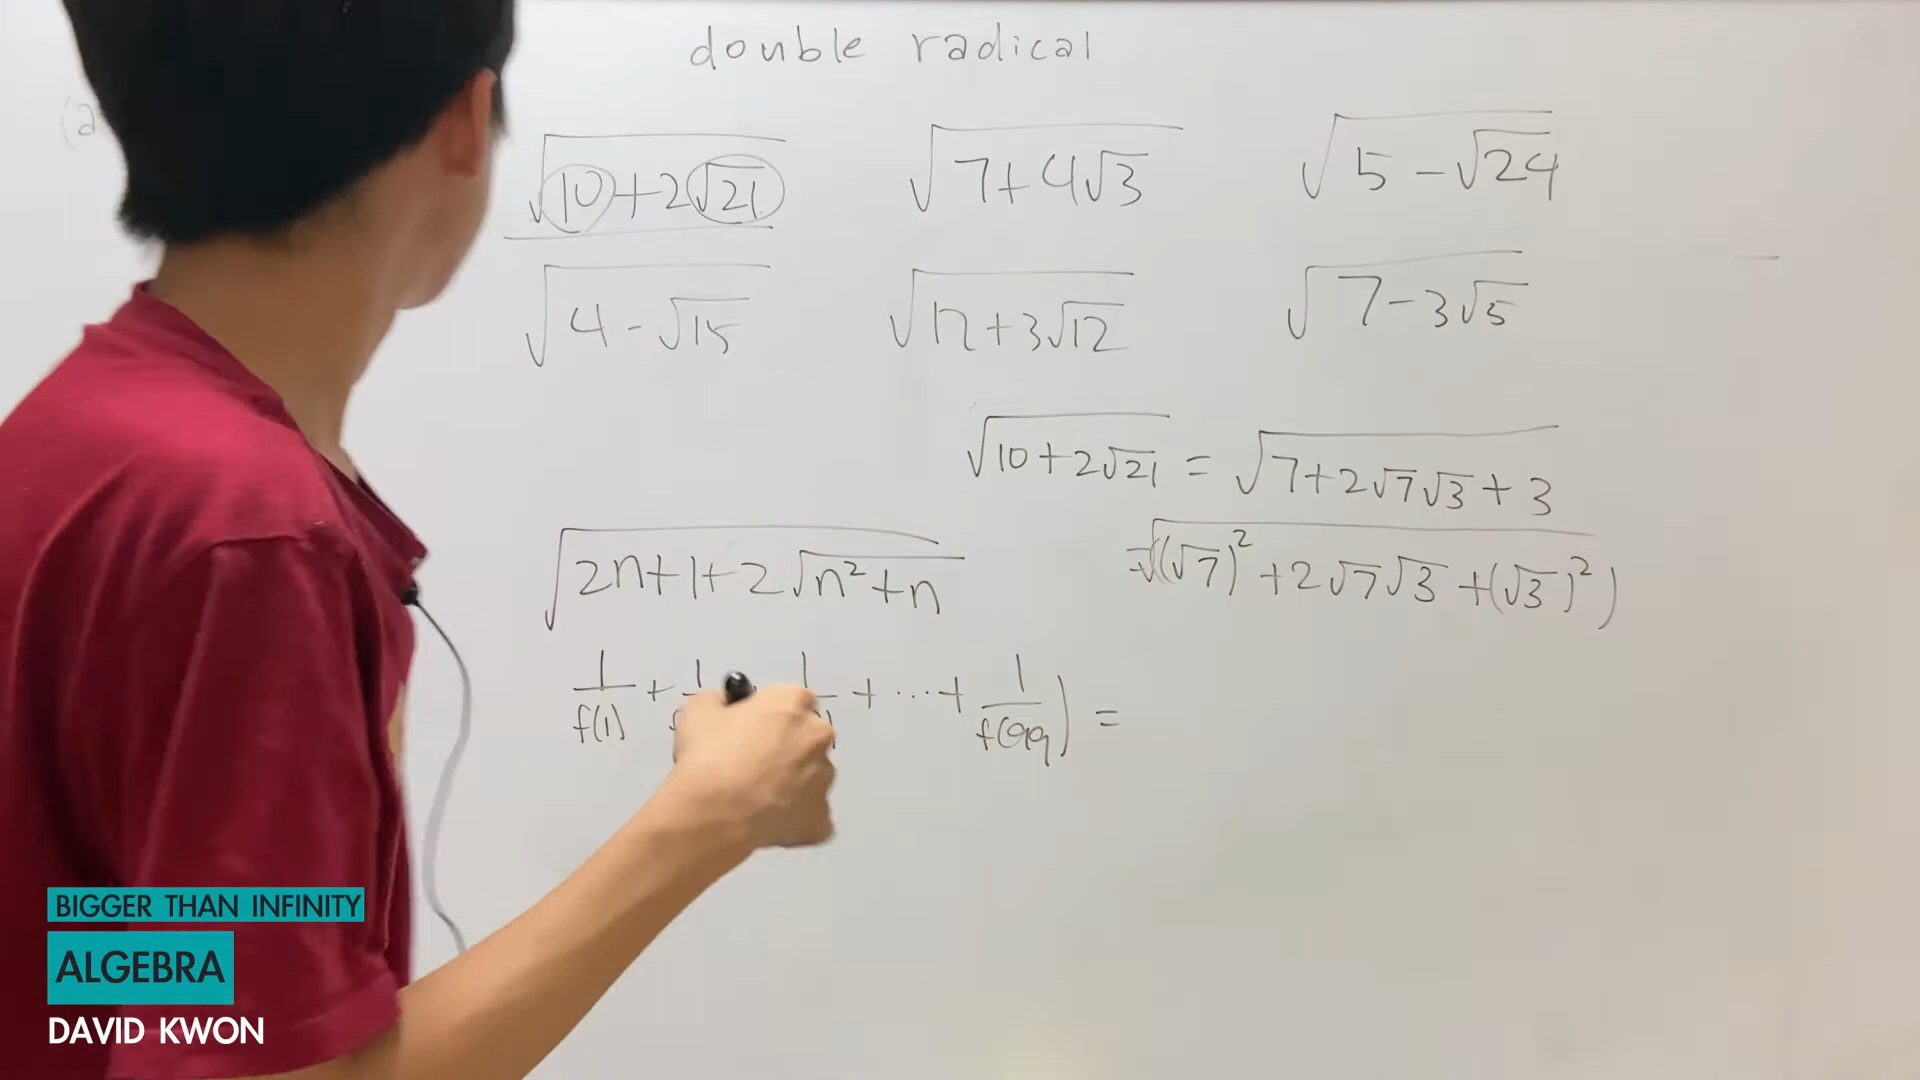 double radical
(a
√(10+2√21) √(7+4√3) √(5-√24)
√(4-√15) √(12+3√12) √(7-3√5)
√(10+2√21) = √(7+2√7√3+3)
=√((√7)²+2√7√3+(√3)²)
√(2n+1+2√(n²+n))
1/f(1) + 1/f + 1/ + ... + 1/f(99) =
BIGGER THAN INFINITY
ALGEBRA
DAVID KWON